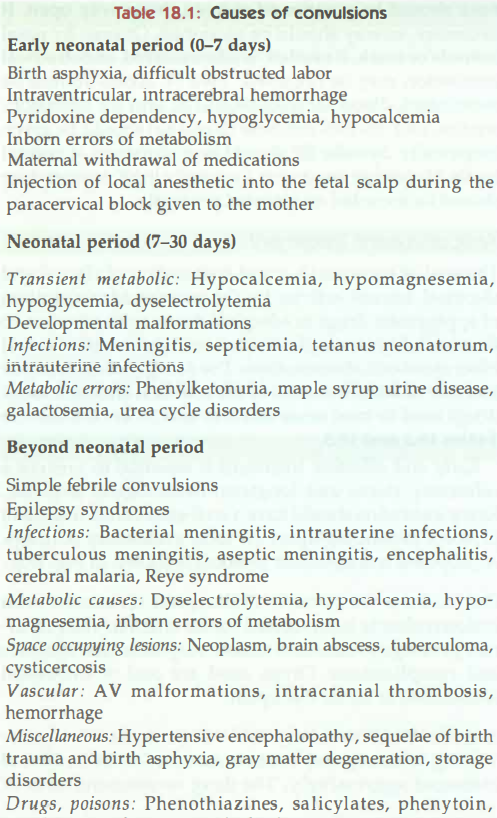 Table 18.1: Causes of convulsions
Early neonatal period (0–7 days)
Birth asphyxia, difficult obstructed labor
Intraventricular, intracerebral hemorrhage
Pyridoxine dependency, hypoglycemia, hypocalcemia
Inborn errors of metabolism
Maternal withdrawal of medications
Injection of local anesthetic into the fetal scalp during the
paracervical block given to the mother
Neonatal period (7–30 days)
Transient metabolic: Hypocalcemia, hypomagnesemia,
hypoglycemia, dyselectrolytemia
Developmental malformations
Infections: Meningitis, septicemia, tetanus neonatorum,
intrauterine infections
Metabolic errors: Phenylketonuria, maple syrup urine disease,
galactosemia, urea cycle disorders
Beyond neonatal period
Simple febrile convulsions
Epilepsy syndromes
Infections: Bacterial meningitis, intrauterine infections,
tuberculous meningitis, aseptic meningitis, encephalitis,
cerebral malaria, Reye syndrome
Metabolic causes: Dyselectrolytemia, hypocalcemia, hypo-
magnesemia, inborn errors of metabolism
Space occupying lesions: Neoplasm, brain abscess, tuberculoma,
cysticercosis
Vascular: AV malformations, intracranial thrombosis,
hemorrhage
Miscellaneous: Hypertensive encephalopathy, sequelae of birth
trauma and birth asphyxia, gray matter degeneration, storage
disorders
Drugs, poisons: Phenothiazines, salicylates, phenytoin,